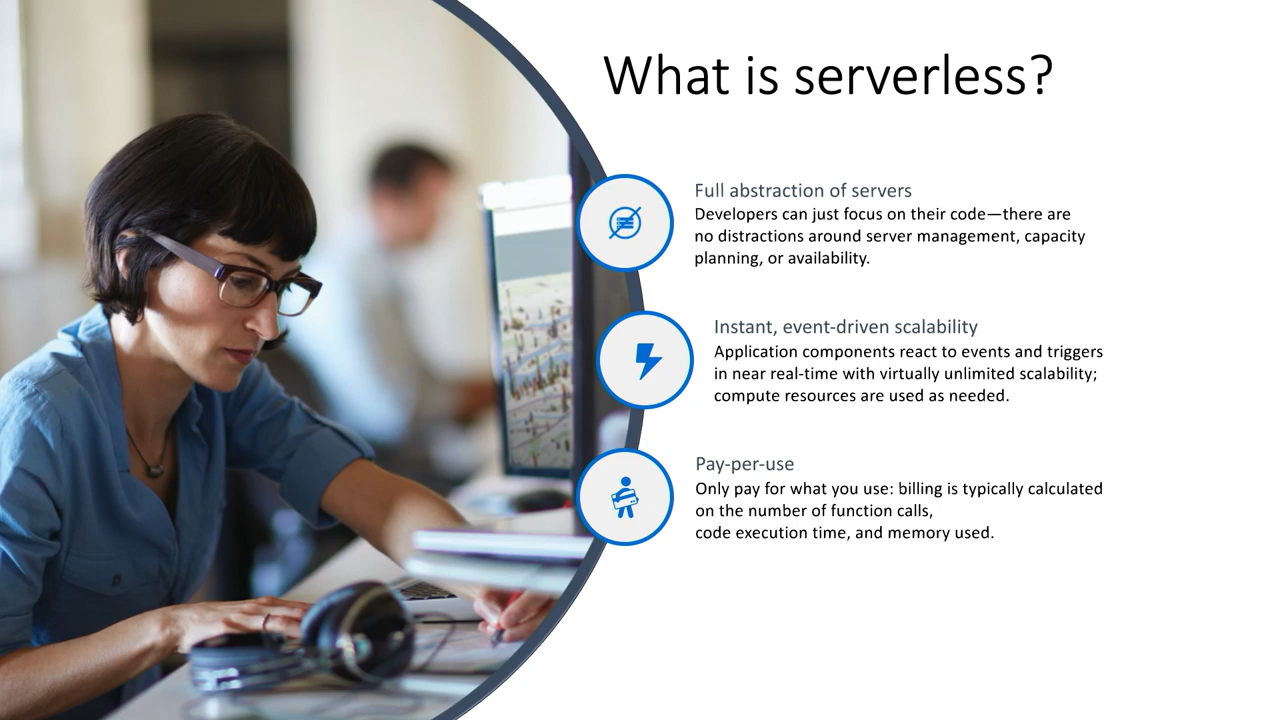 What is serverless?
Full abstraction of servers
Developers can just focus on their code—there are
no distractions around server management, capacity
planning, or availability.
Instant, event-driven scalability
Application components react to events and triggers
in near real-time with virtually unlimited scalability;
compute resources are used as needed.
Pay-per-use
Only pay for what you use: billing is typically calculated
on the number of function calls,
code execution time, and memory used.